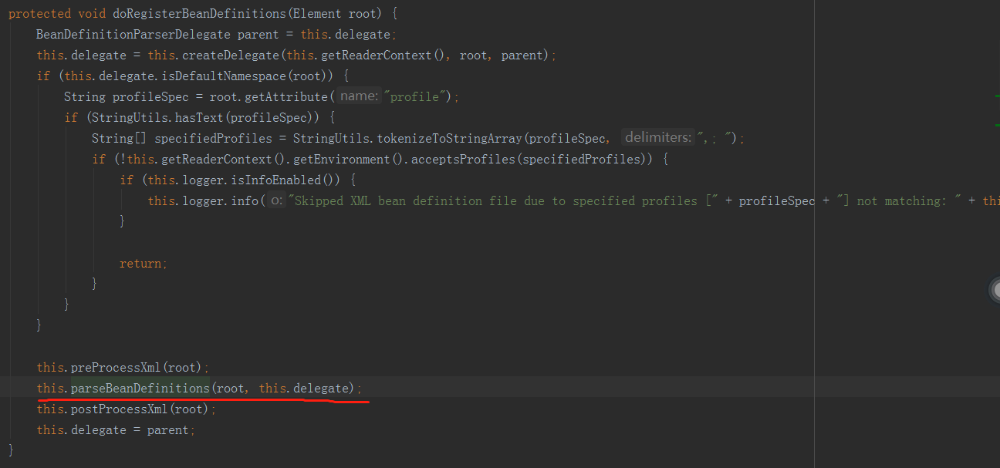 protected void doRegisterBeanDefinitions(Element root) {
BeanDefinitionParserDelegate parent = this.delegate;
this.delegate = this.createDelegate(this.getReaderContext(), root, parent);
if (this.delegate.isDefaultNamespace(root)) {
String profileSpec = root.getAttribute( name: "profile");
if (StringUtils.hasText(profileSpec)) {
String[] specifiedProfiles = StringUtils.tokenizeToStringArray(profileSpec, delimiters: ",; ");
if (!this.getReaderContext().getEnvironment().acceptsProfiles(specifiedProfiles)) {
if (this.logger.isInfoEnabled()) {
this.logger.info( o: "Skipped XML bean definition file due to specified profiles [" + profileSpec + "] not matching: " + thi
}
return;
}
}
}
this.preProcessXml(root);
this.parseBeanDefinitions(root, this.delegate);
this.postProcessXml(root);
this.delegate = parent;
}